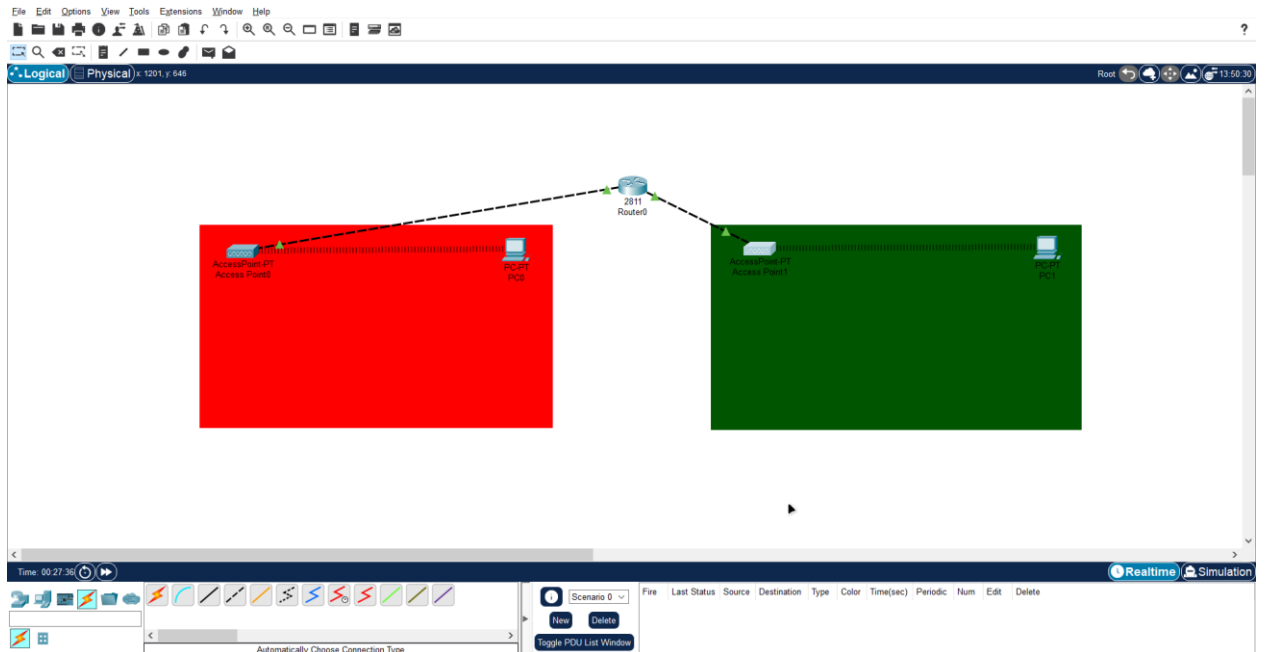 File Edit Options View Tools Extensions Window Help
?
Logical Physical x: 1201, y: 646 Root 13:50:30
2811
Router0
AccessPoint-PT
Access Point0
PC-PT
PC0
AccessPoint-PT
Access Point1
PC-PT
PC1
Time: 00:27:36 Realtime Simulation
Scenario 0 Fire Last Status Source Destination Type Color Time(sec) Periodic Num Edit Delete
New Delete
Toggle PDU List Window
Automatically Choose Connection Type